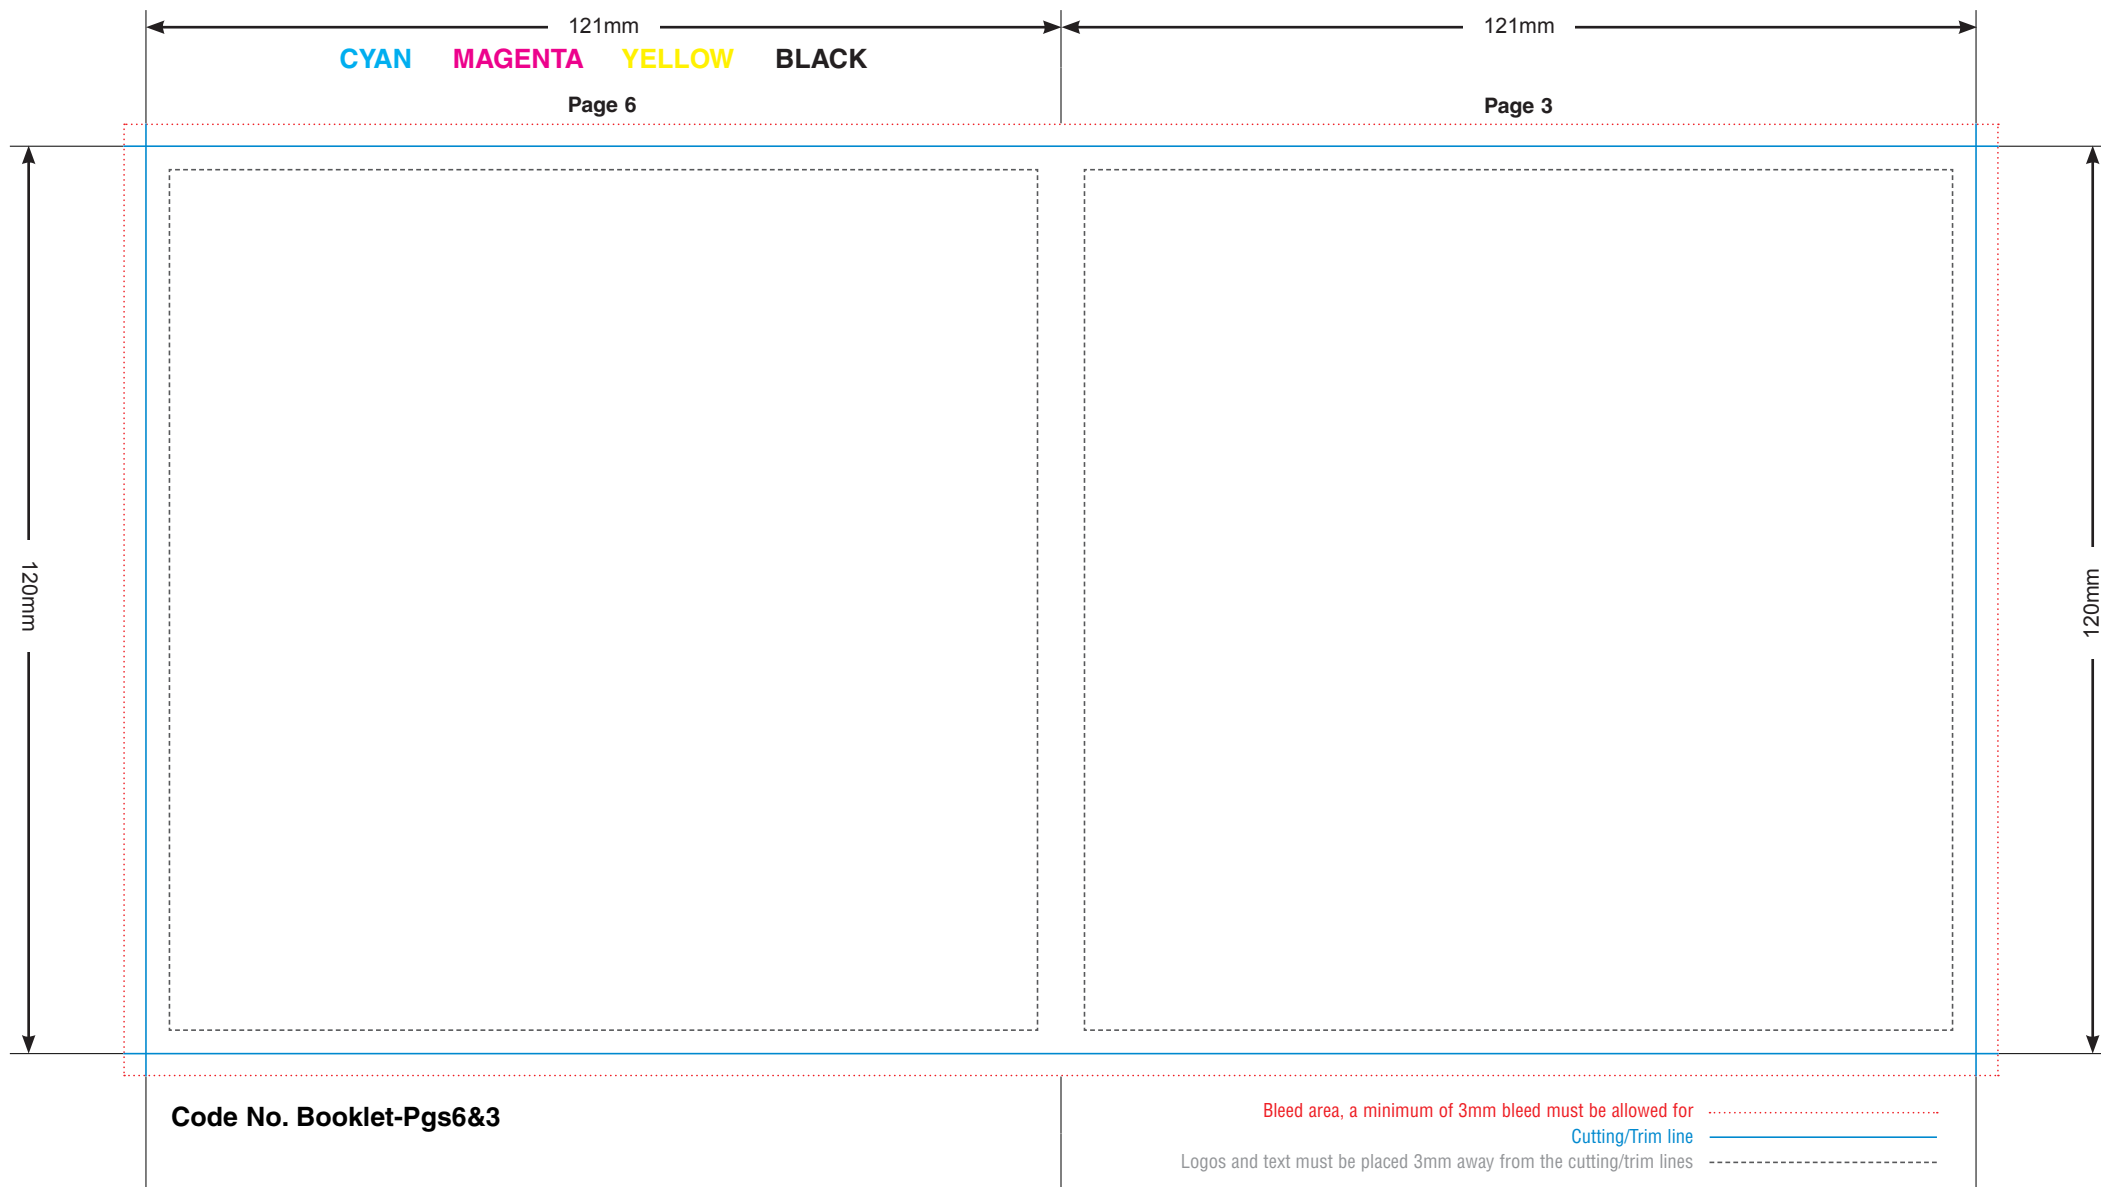 121mm
121mm
CYAN MAGENTA YELLOW BLACK
Page 6
Page 3
120mm
120mm
Code No. Booklet-Pgs6&3
Bleed area, a minimum of 3mm bleed must be allowed for
Cutting/Trim line
Logos and text must be placed 3mm away from the cutting/trim lines